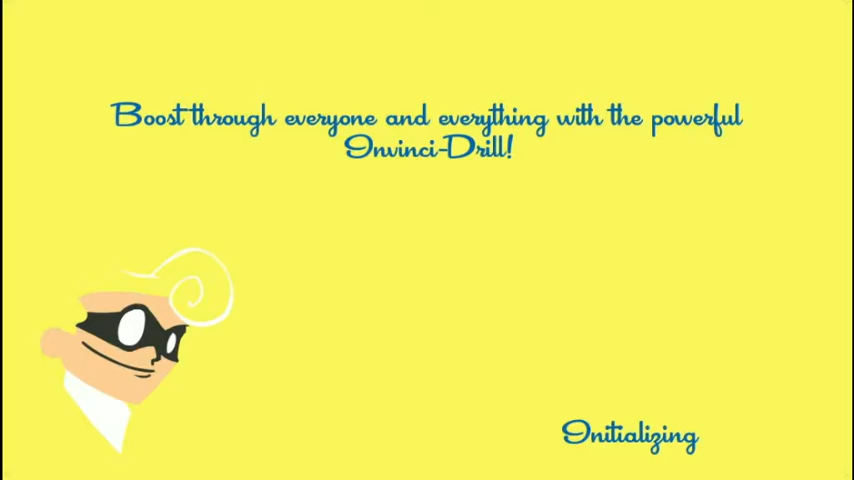 Boost through everyone and everything with the powerful
Invinci-Drill!
Initializing